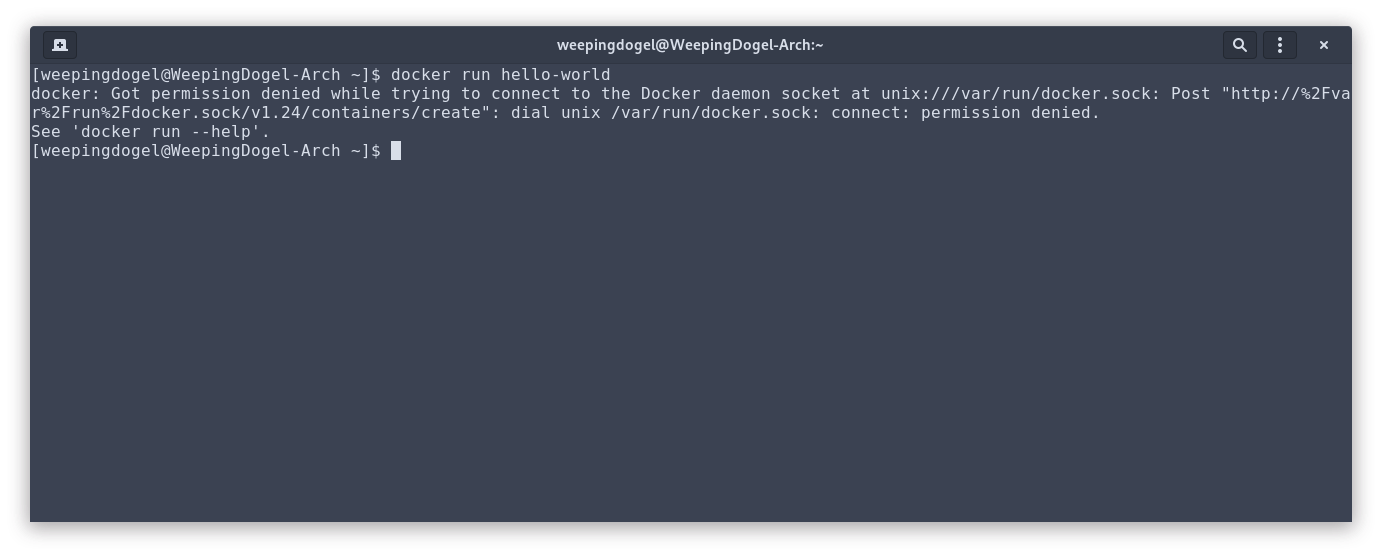 weepingdogel@WeepingDogel-Arch:~
[weepingdogel@WeepingDogel-Arch ~]$ docker run hello-world
docker: Got permission denied while trying to connect to the Docker daemon socket at unix:///var/run/docker.sock: Post "http://%2Fva
r%2Frun%2Fdocker.sock/v1.24/containers/create": dial unix /var/run/docker.sock: connect: permission denied.
See 'docker run --help'.
[weepingdogel@WeepingDogel-Arch ~]$